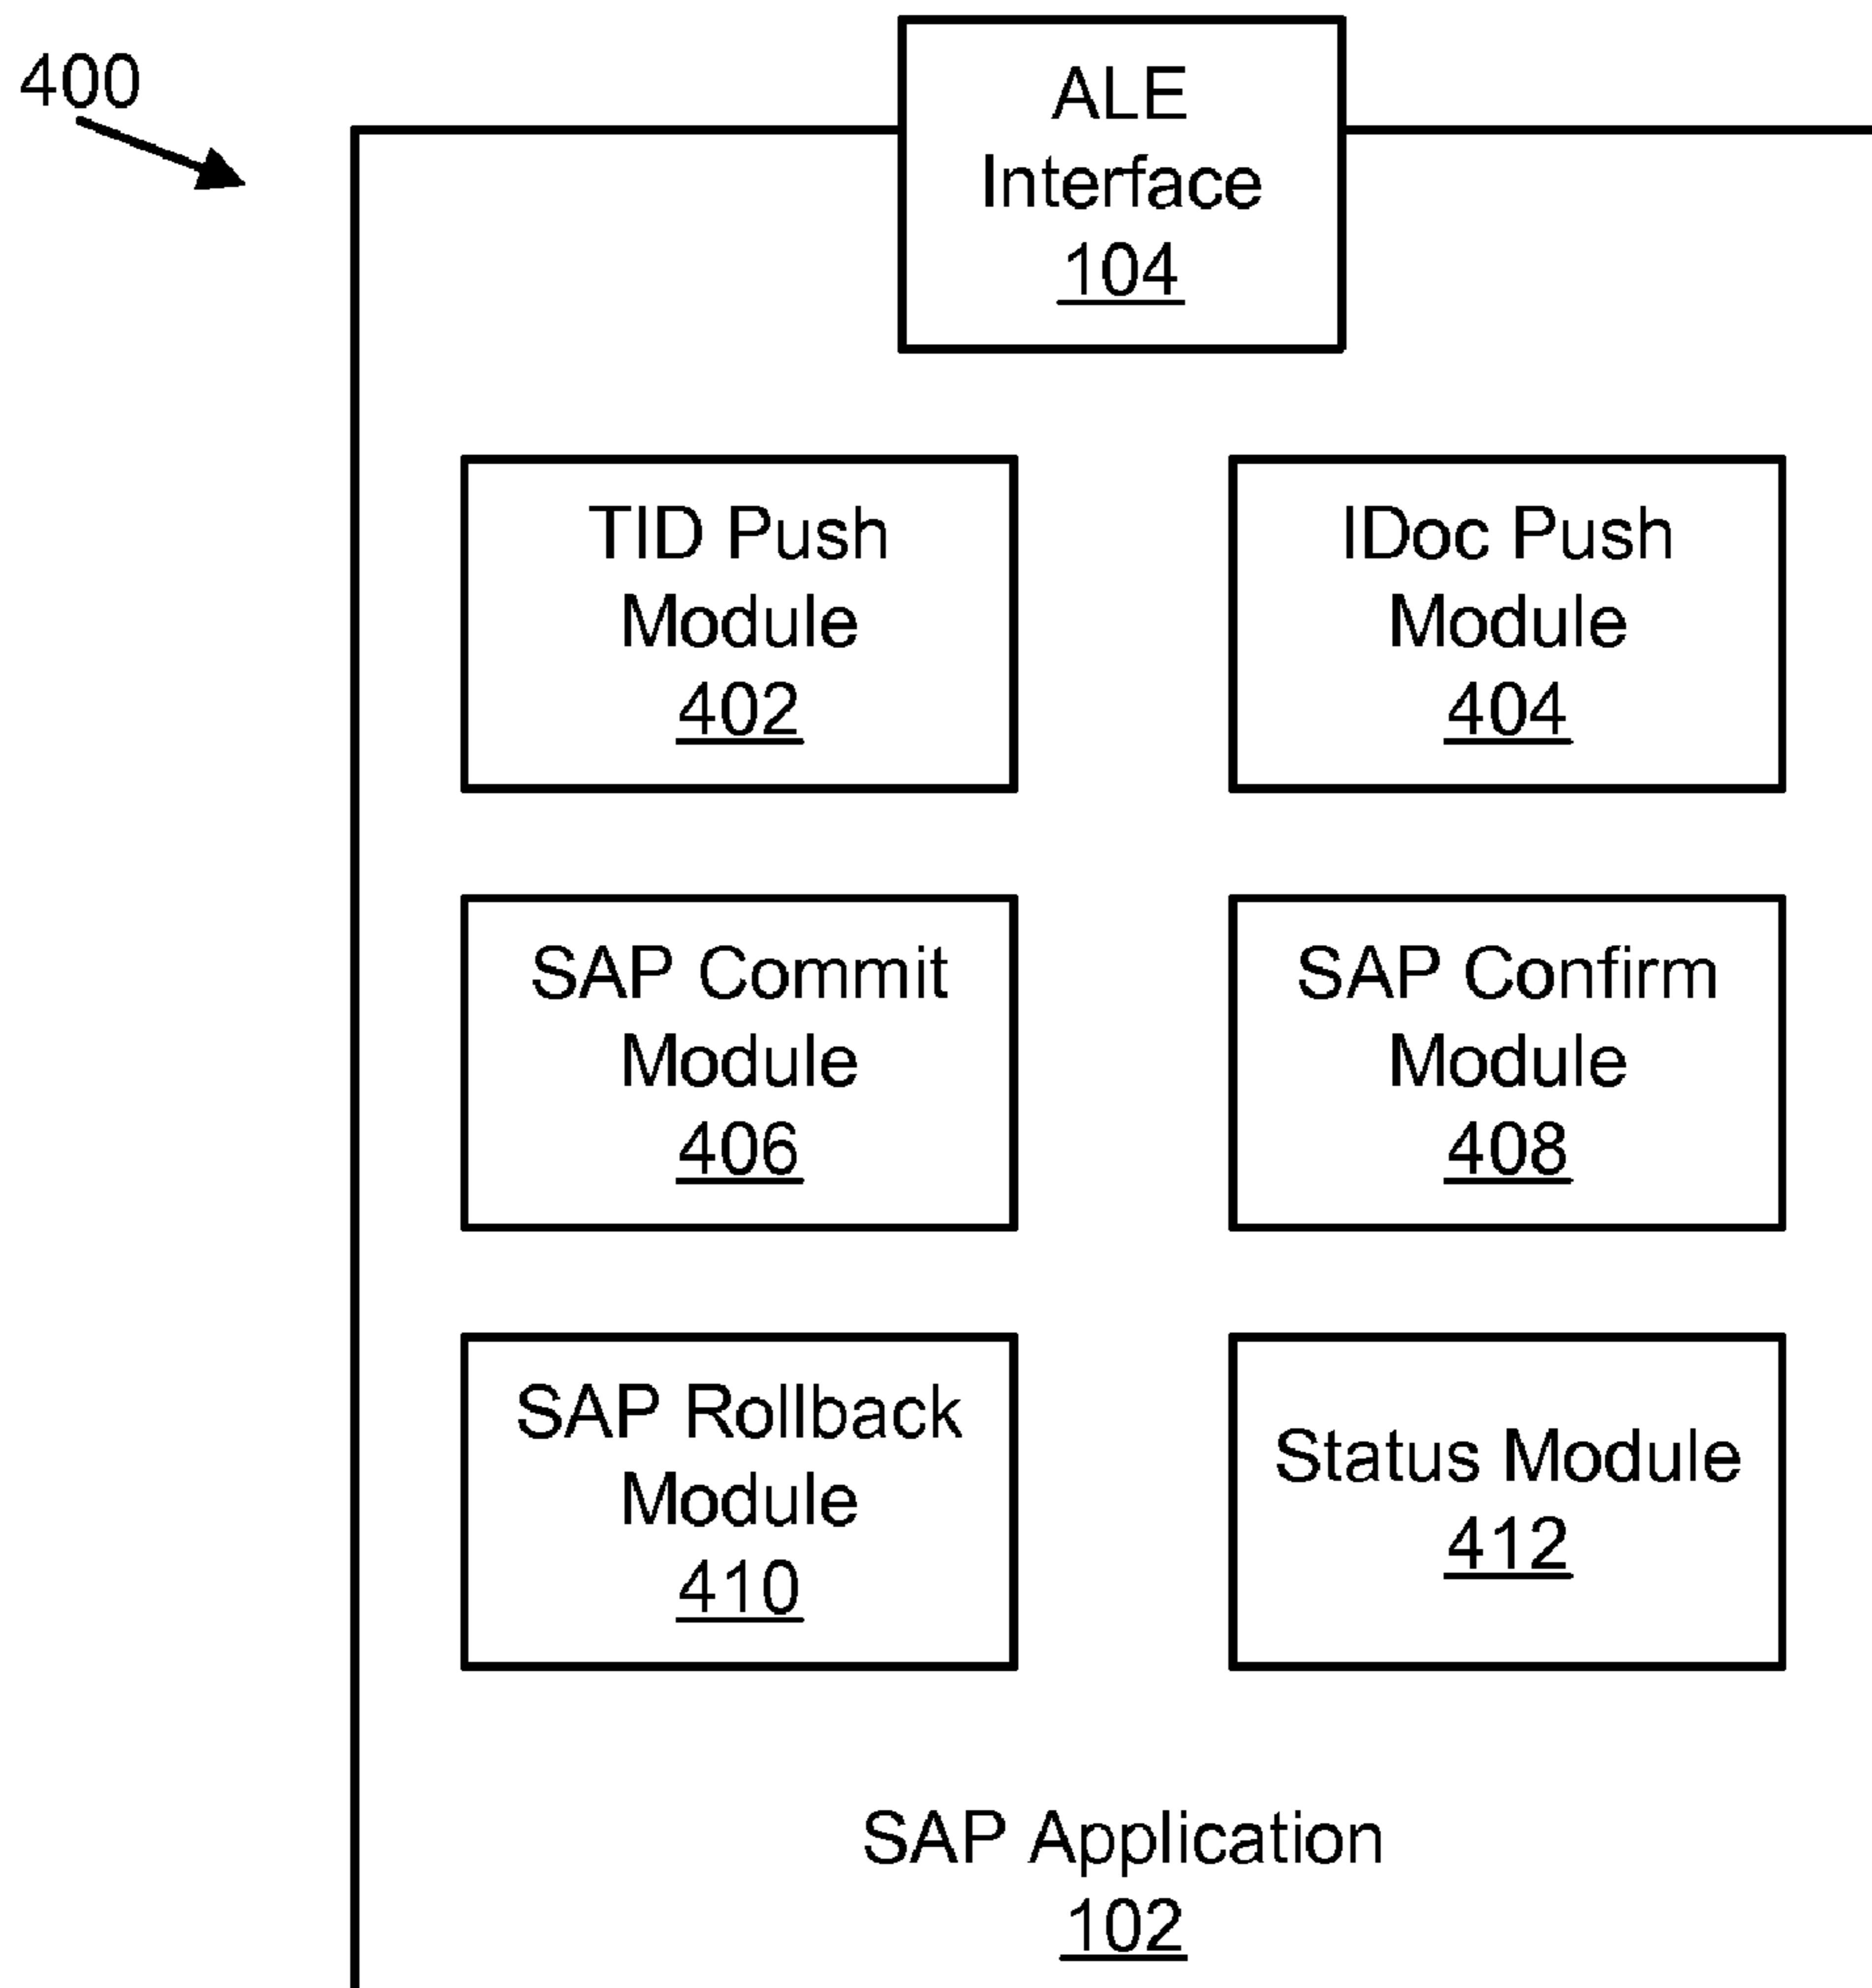 400
ALE
Interface
104
TID Push
Module
402
IDoc Push
Module
404
SAP Commit
Module
406
SAP Confirm
Module
408
SAP Rollback
Module
410
Status Module
412
SAP Application
102